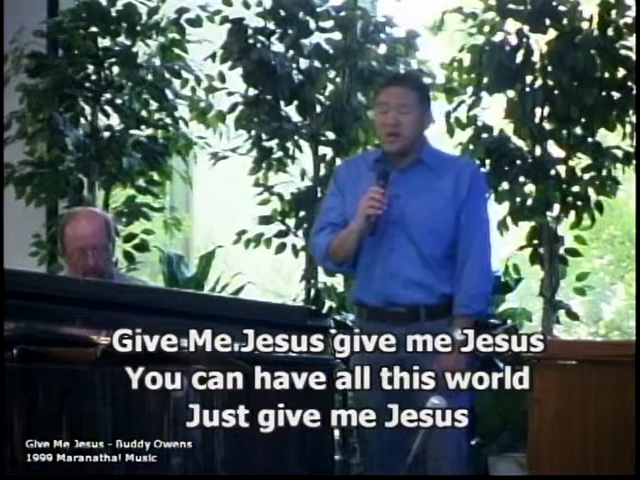 Give Me Jesus give me Jesus
You can have all this world
Just give me Jesus
Give Me Jesus - Buddy Owens
1999 Maranatha! Music